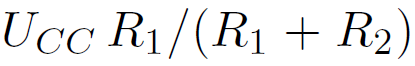 U_{CC} R_1/(R_1 + R_2)